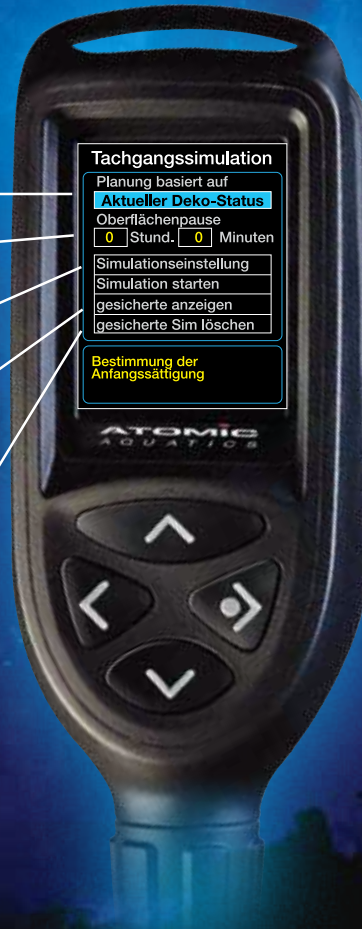 Tachgangssimulation
Planung basiert auf
Aktueller Deko-Status
Oberflächenpause
0 Stund. 0 Minuten
Simulationseinstellung
Simulation starten
gesicherte anzeigen
gesicherte Sim löschen
Bestimmung der
Anfangssättigung
ATOMIC
AQUATICS